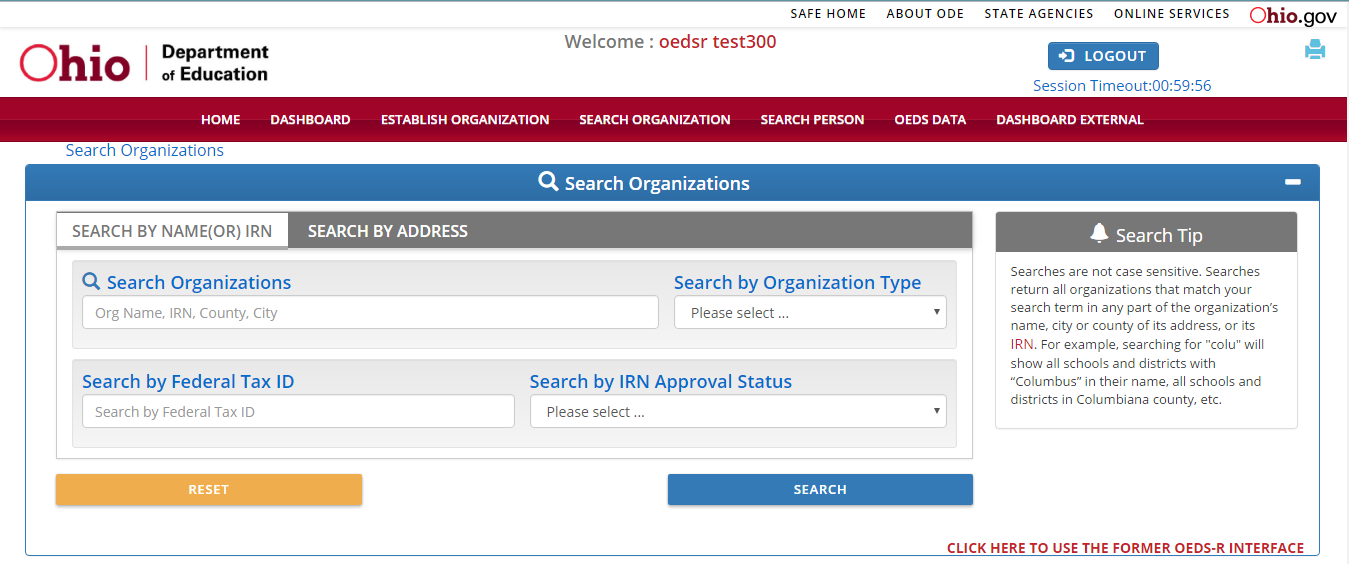 SAFE HOME ABOUT ODE STATE AGENCIES ONLINE SERVICES Ohio.gov
Ohio Department of Education
Welcome : oedsr test300
LOGOUT
Session Timeout:00:59:56
HOME DASHBOARD ESTABLISH ORGANIZATION SEARCH ORGANIZATION SEARCH PERSON OEDS DATA DASHBOARD EXTERNAL
Search Organizations
Search Organizations
SEARCH BY NAME(OR) IRN SEARCH BY ADDRESS
Search Organizations Search by Organization Type
Org Name, IRN, County, City Please select ...
Search by Federal Tax ID Search by IRN Approval Status
Search by Federal Tax ID Please select ...
RESET SEARCH
Search Tip
Searches are not case sensitive. Searches
return all organizations that match your
search term in any part of the organization's
name, city or county of its address, or its
IRN. For example, searching for "colu" will
show all schools and districts with
“Columbus” in their name, all schools and
districts in Columbiana county, etc.
CLICK HERE TO USE THE FORMER OEDS-R INTERFACE